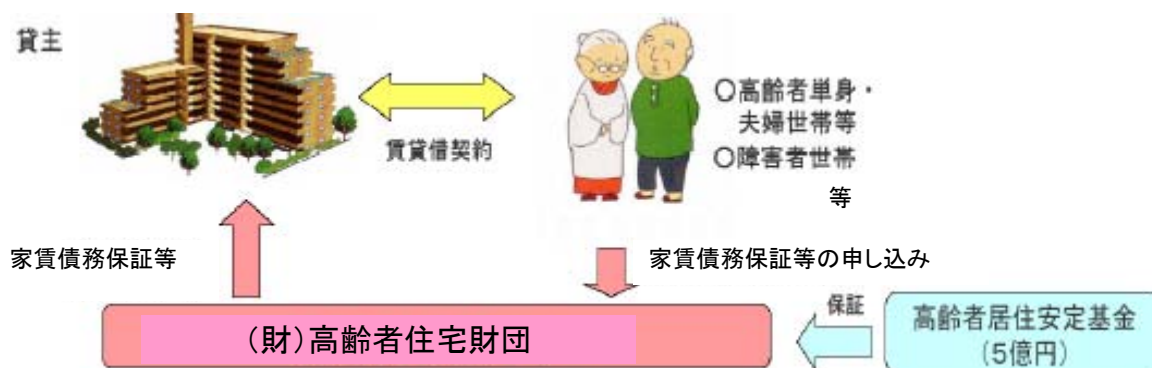 貸主
賃貸借契約
○高齢者単身・
夫婦世帯等
○障害者世帯
等
家賃債務保証等
家賃債務保証等の申し込み
(財)高齢者住宅財団
保証
高齢者居住安定基金
(5億円)